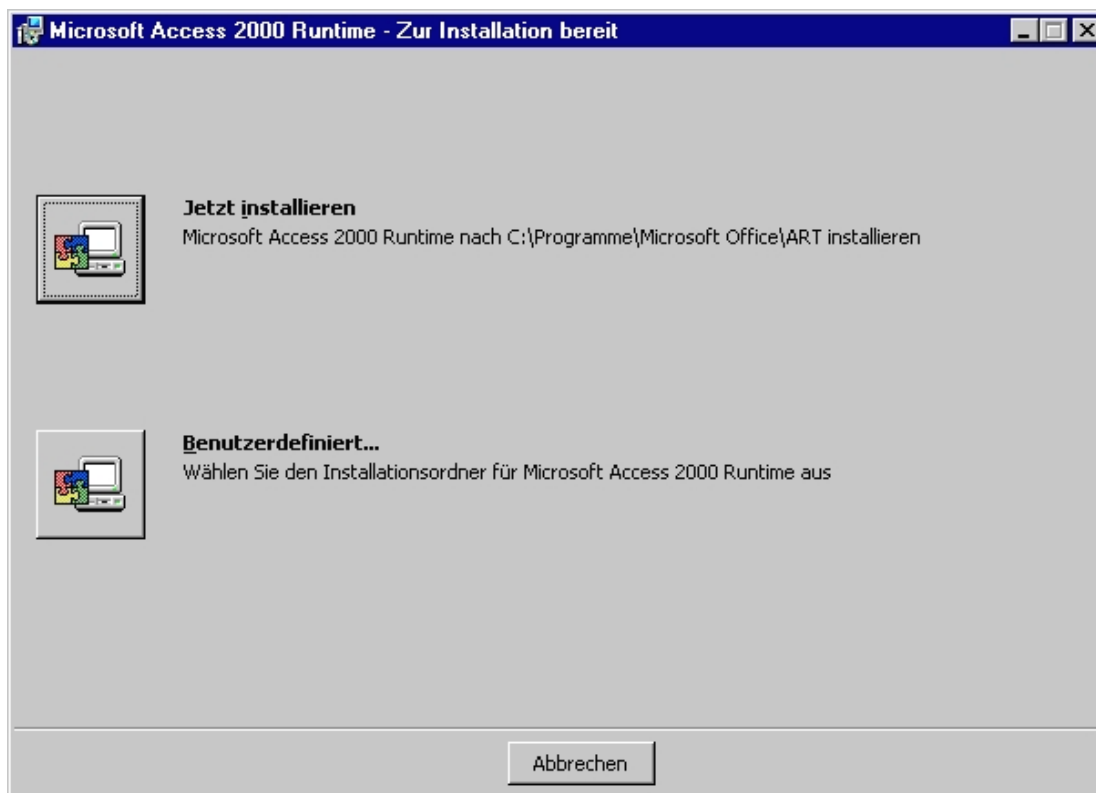 Microsoft Access 2000 Runtime - Zur Installation bereit
Jetzt installieren
Microsoft Access 2000 Runtime nach C:\Programme\Microsoft Office\ART installieren
Benutzerdefiniert...
Wählen Sie den Installationsordner für Microsoft Access 2000 Runtime aus
Abbrechen